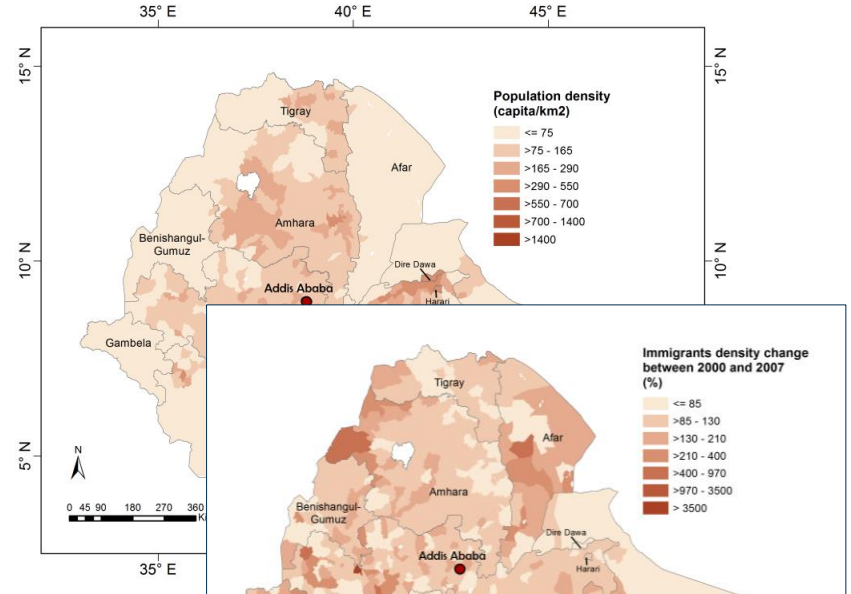 35° E
40° E
45° E
15° N
15° N
Population density
(capita/km2)
<= 75
>75 - 165
>165 - 290
>290 - 550
>550 - 700
>700 - 1400
>1400
Tigray
Afar
Amhara
Benishangul-
Gumuz
10° N
10° N
Dire Dawa
Addis Ababa
Harari
Gambela
5° N
N
0 45 90 180 270 360
35° E
Immigrants density change
between 2000 and 2007
(%)
<= 85
>85 - 130
>130 - 210
>210 - 400
>400 - 970
>970 - 3500
> 3500
Tigray
Afar
Amhara
Benishangul-
Gumuz
Dire Dawa
Addis Ababa
Harari